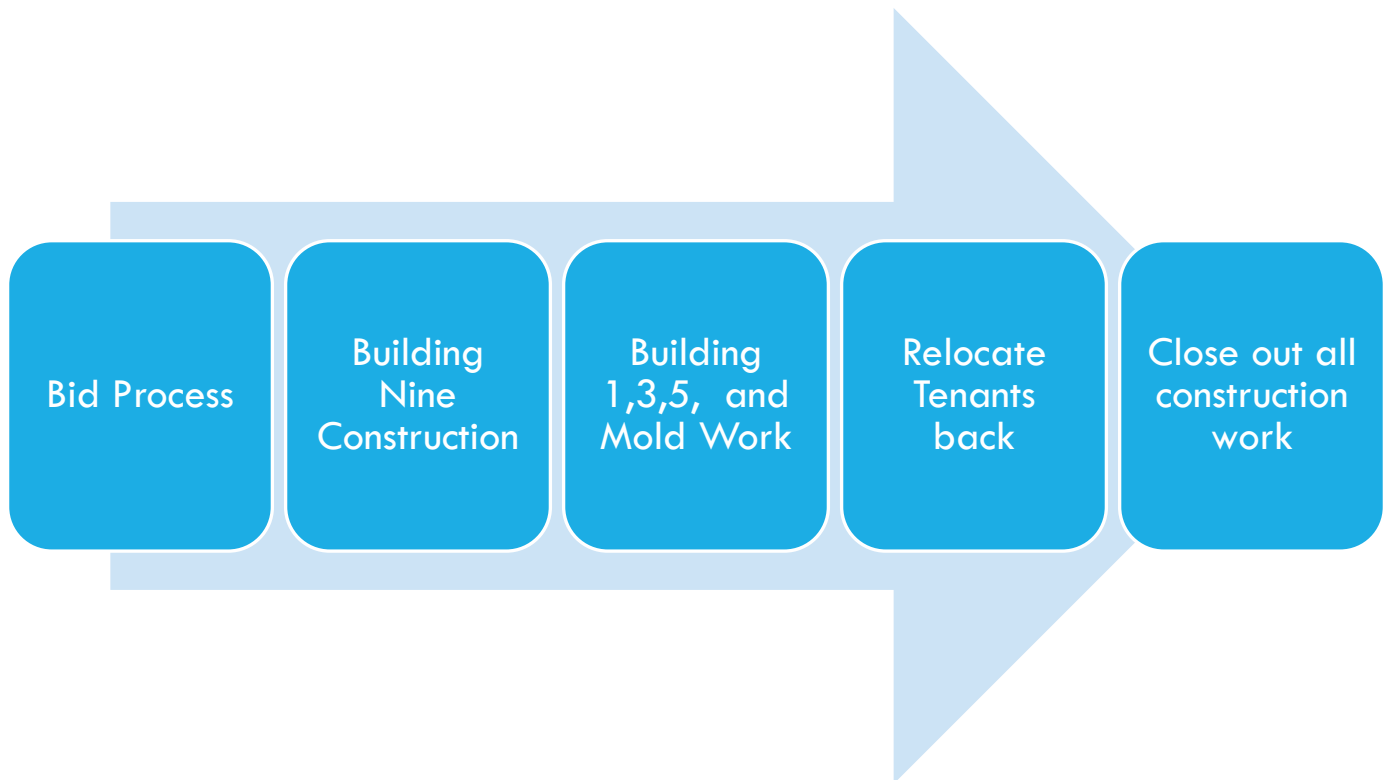 Bid Process
Building
Nine
Construction
Building
1,3,5,  and
Mold Work
Relocate
Tenants
back
Close out all
construction
work